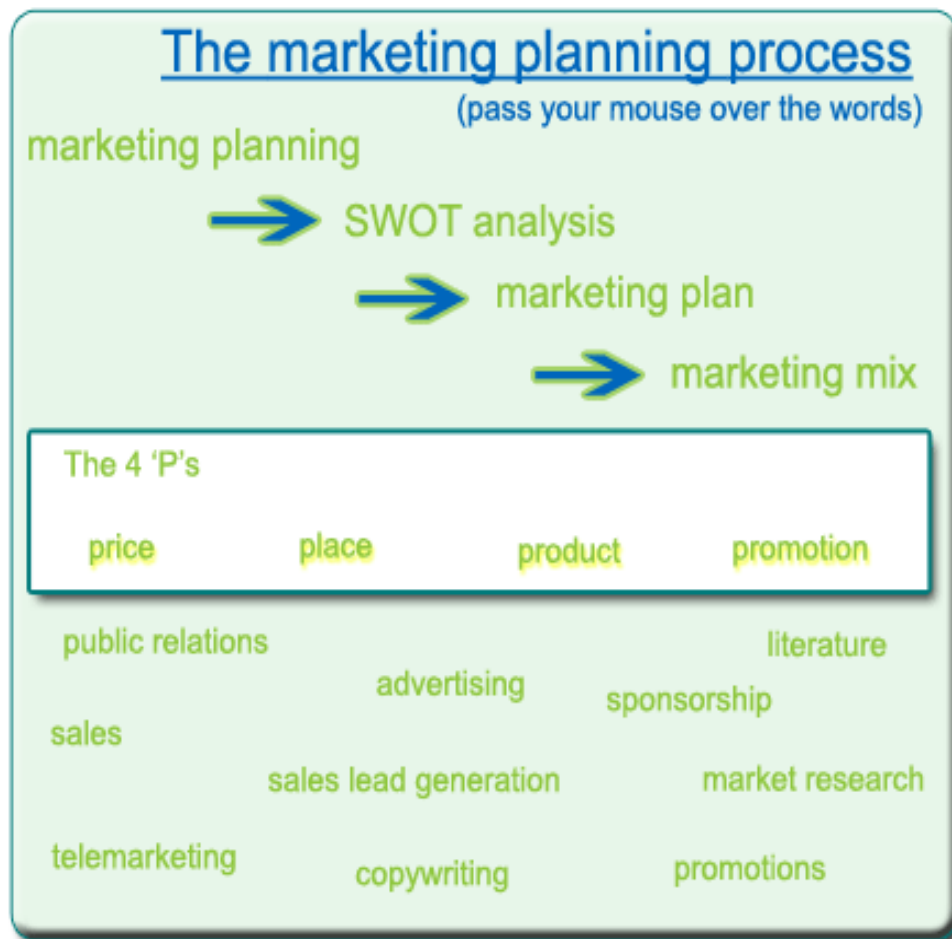 The marketing planning process
(pass your mouse over the words)
marketing planning
SWOT analysis
marketing plan
marketing mix
The 4 ‘P’s
price place product promotion
public relations literature
advertising sponsorship
sales
sales lead generation market research
telemarketing copywriting promotions